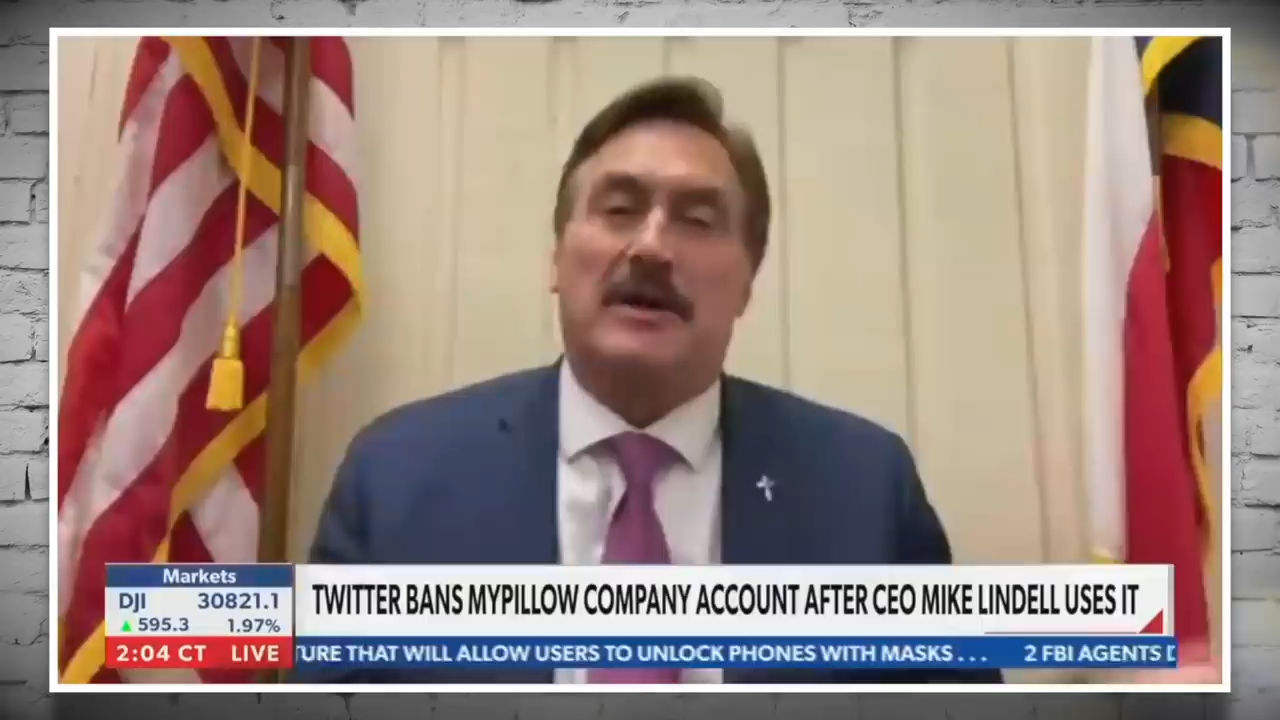 Markets
DJI 30821.1
595.3 1.97%
2:04 CT LIVE
TWITTER BANS MYPILLOW COMPANY ACCOUNT AFTER CEO MIKE LINDELL USES IT
TURE THAT WILL ALLOW USERS TO UNLOCK PHONES WITH MASKS . . . 2 FBI AGENTS